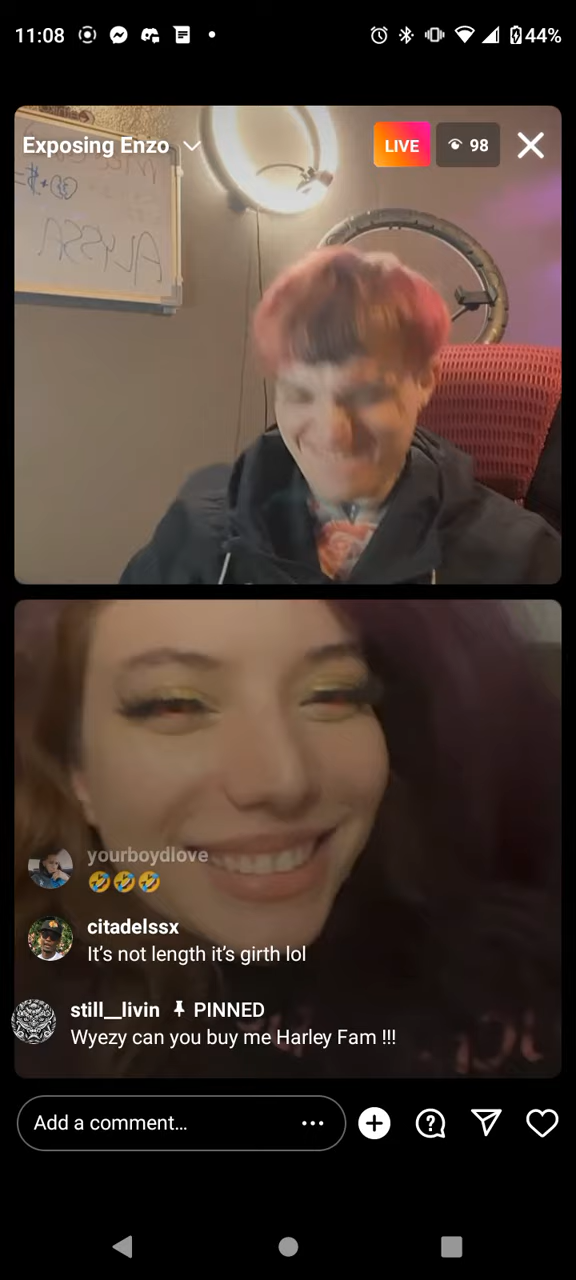 11:08
44%
Exposing Enzo
LIVE
98
ALYSSA
yourboydlove
🤣🤣🤣
citadelssx
It's not length it's girth lol
still__livin PINNED
Wyezy can you buy me Harley Fam !!!
Add a comment…